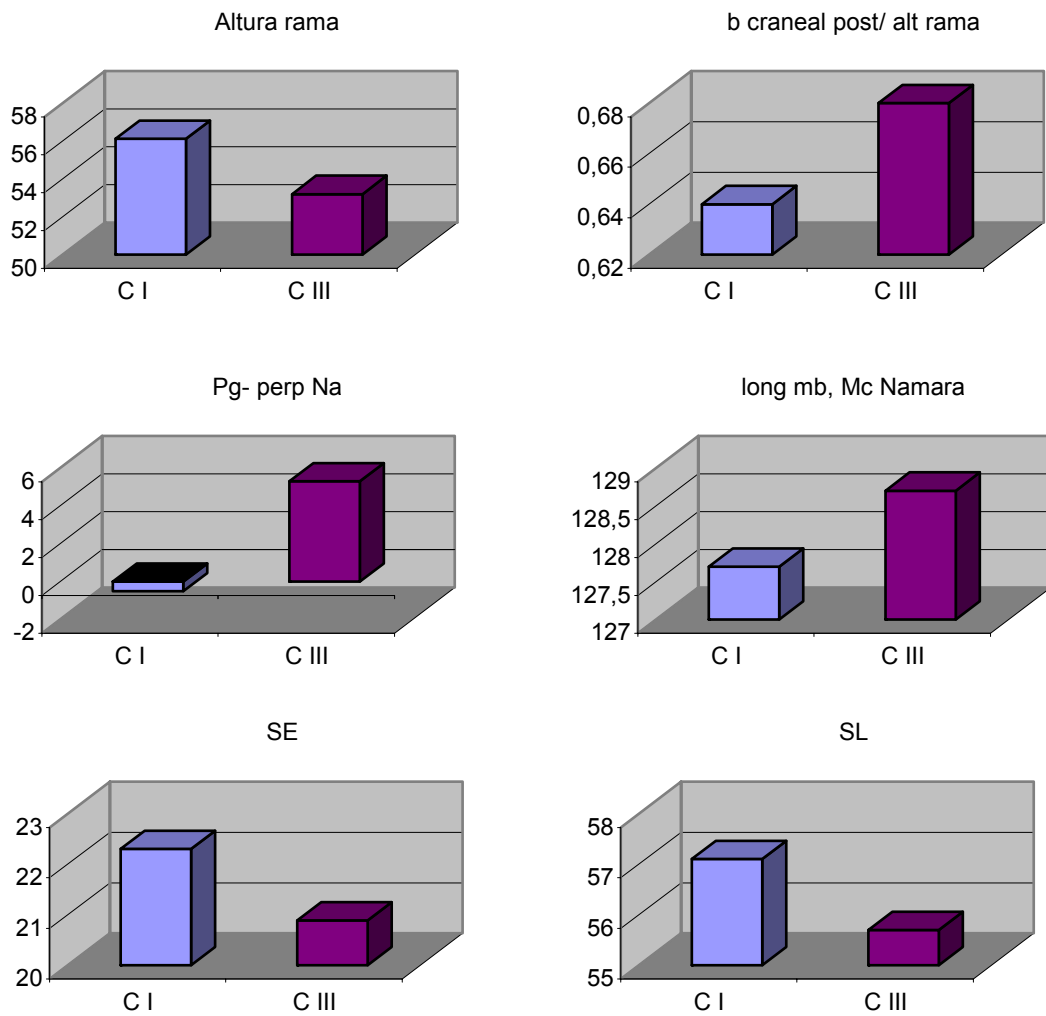 Altura rama
58
56
54
52
50
C I C III
b craneal post/ alt rama
0,68
0,66
0,64
0,62
C I C III
Pg- perp Na
6
4
2
0
-2
C I C III
long mb, Mc Namara
129
128,5
128
127,5
127
C I C III
SE
23
22
21
20
C I C III
SL
58
57
56
55
C I C III